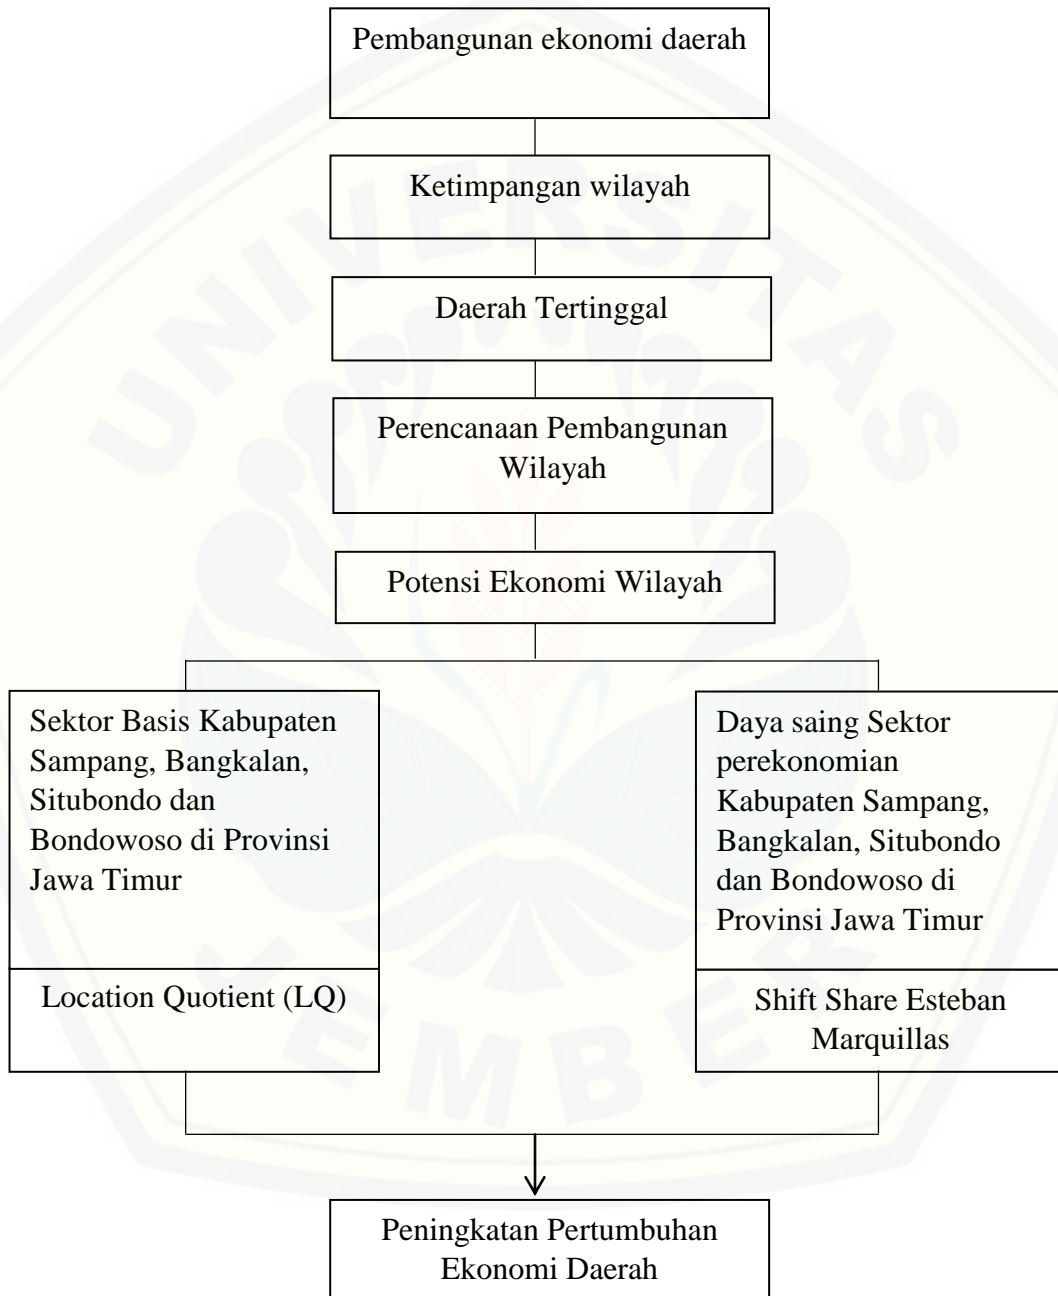 Pembangunan ekonomi daerah
Ketimpangan wilayah
Daerah Tertinggal
Perencanaan Pembangunan
Wilayah
Potensi Ekonomi Wilayah
Sektor Basis Kabupaten
Sampang, Bangkalan,
Situbondo dan
Bondowoso di Provinsi
Jawa Timur
Location Quotient (LQ)
Daya saing Sektor
perekonomian
Kabupaten Sampang,
Bangkalan, Situbondo
dan Bondowoso di
Provinsi Jawa Timur
Shift Share Esteban
Marquillas
Peningkatan Pertumbuhan
Ekonomi Daerah
UNIVERSITAS
JEMBER